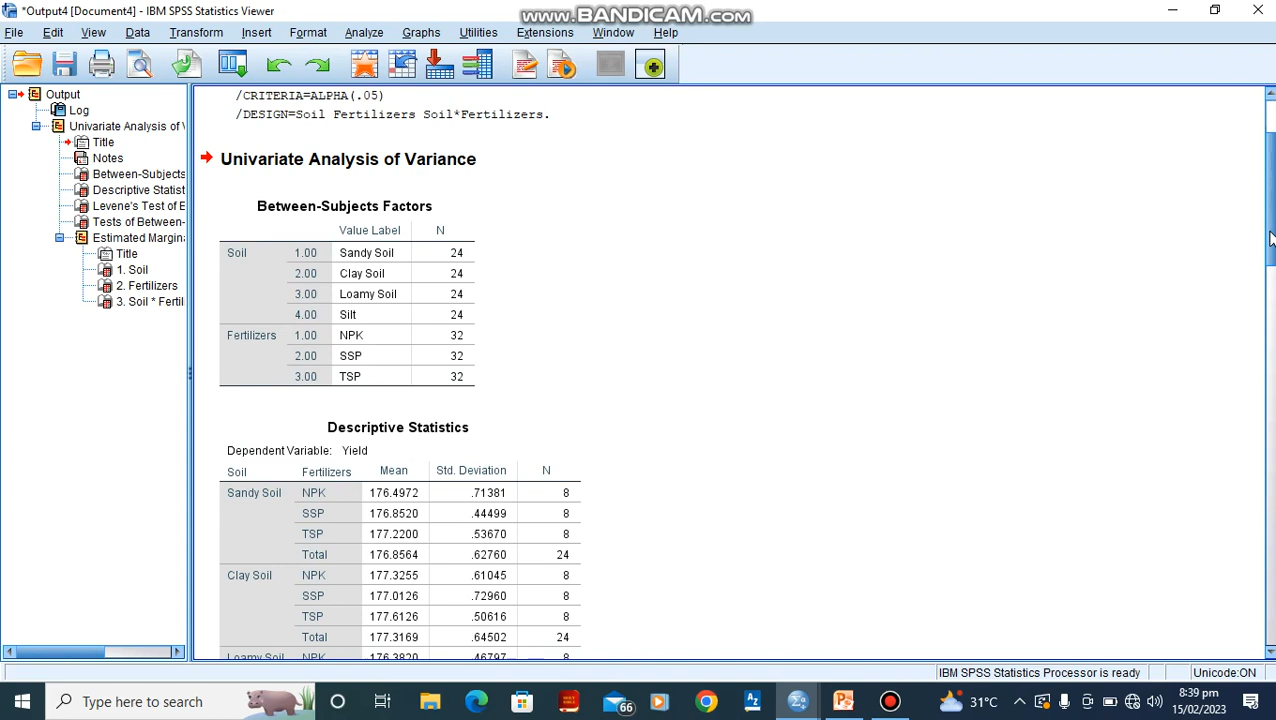 *Output4 [Document4] - IBM SPSS Statistics Viewer
www.BANDICAM.com
File Edit View Data Transform Insert Format Analyze Graphs Utilities Extensions Window Help
Output
Log
Univariate Analysis of V
Title
Notes
Between-Subjects
Descriptive Statist
Levene's Test of E
Tests of Between-
Estimated Margina
Title
1. Soil
2. Fertilizers
3. Soil * Fertil
/CRITERIA=ALPHA(.05)
/DESIGN=Soil Fertilizers Soil*Fertilizers.
Univariate Analysis of Variance
Between-Subjects Factors
Value Label N
Soil 1.00 Sandy Soil 24
2.00 Clay Soil 24
3.00 Loamy Soil 24
4.00 Silt 24
Fertilizers 1.00 NPK 32
2.00 SSP 32
3.00 TSP 32
Descriptive Statistics
Dependent Variable: Yield
Soil Fertilizers Mean Std. Deviation N
Sandy Soil NPK 176.4972 .71381 8
SSP 176.8520 .44499 8
TSP 177.2200 .53670 8
Total 176.8564 .62760 24
Clay Soil NPK 177.3255 .61045 8
SSP 177.0126 .72960 8
TSP 177.6126 .50616 8
Total 177.3169 .64502 24
Loamy Soil NPK 176.3820 .46797 8
IBM SPSS Statistics Processor is ready Unicode:ON
Type here to search
66
31°C
8:39 pm
15/02/2023